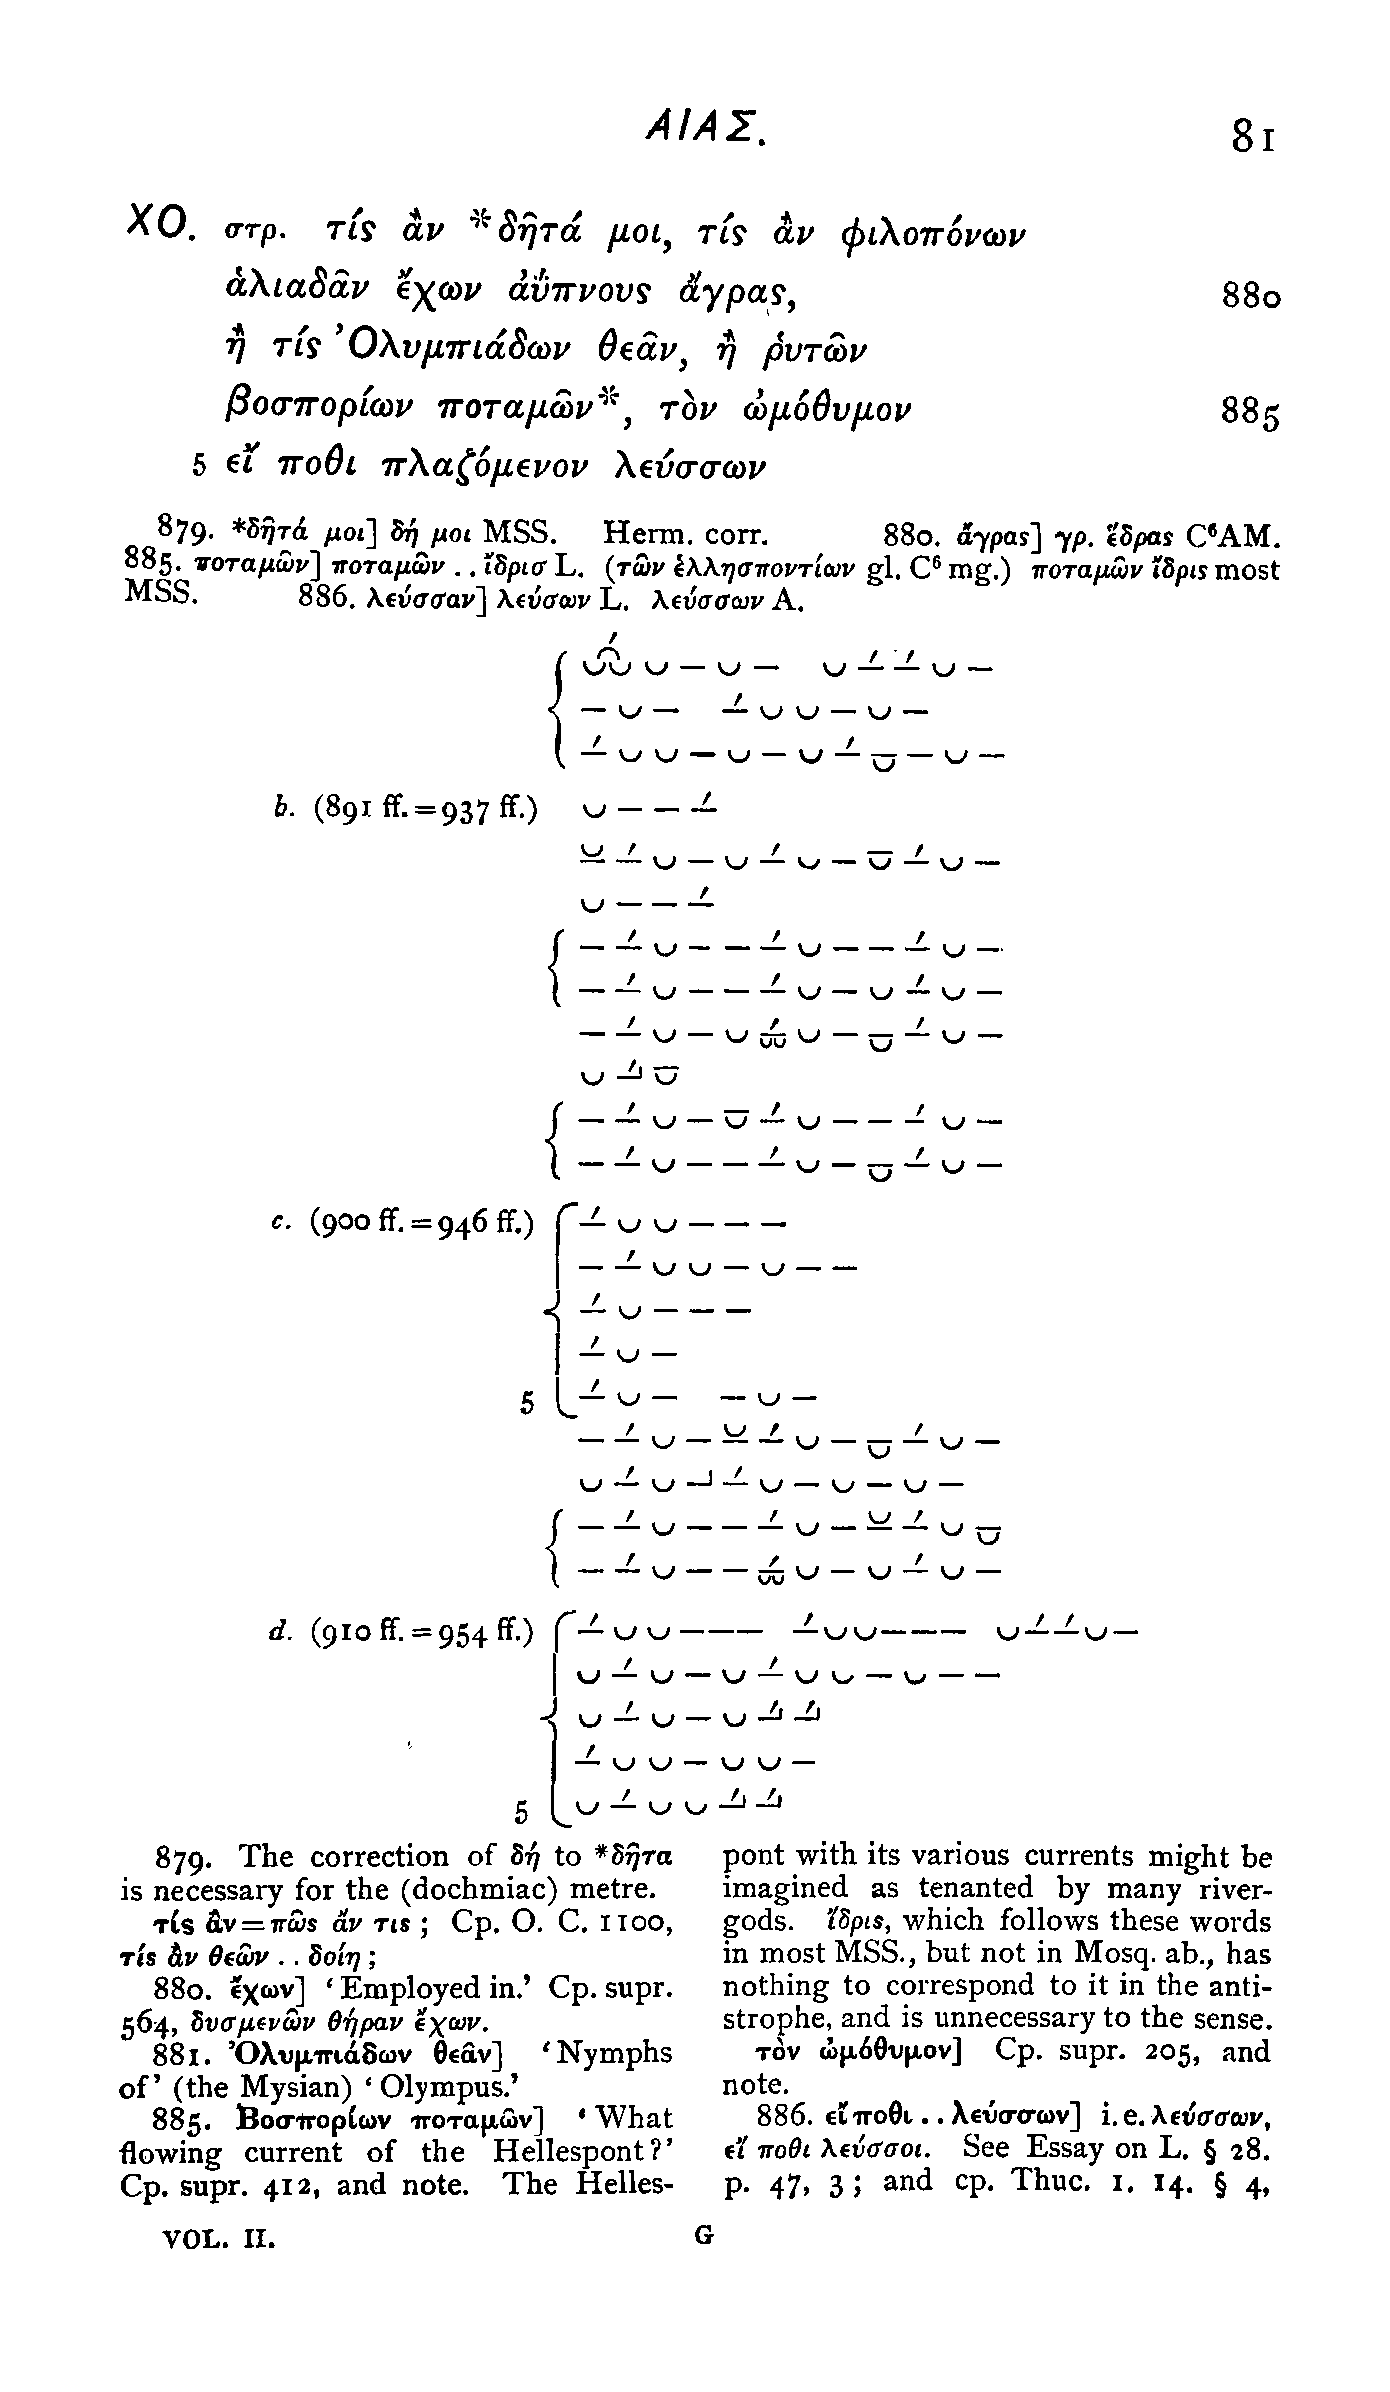 ΑΙΑΣ.
81
ΧΟ. στρ. τίς ἂν *δῆτά μοι, τίς ἂν φιλοπόνων
ἁλιαδᾶν ἔχων ἀΰπνους ἄγρας,
880
ἢ τίς Ὀλυμπιάδων θεᾶν, ἢ ῥυτῶν
βοσπορίων ποταμῶν*, τὸν ὠμόθυμον
885
5 εἴ ποθι πλαζόμενον λεύσσων
879. *δῆτά μοι] δή μοι MSS. Herm. corr. 880. ἄγρας] γρ. ἕδρας C⁶AM.
885. ποταμῶν] ποταμῶν . . ἴδρισ L. (τῶν ἑλλησποντίων gl. C⁶ mg.) ποταμῶν ἴδρις most
MSS. 886. λεύσσαν] λεύσων L. λεύσσων A.
b. (891 ff. = 937 ff.)
c. (900 ff. = 946 ff.)
5
d. (910 ff. = 954 ff.)
5
879. The correction of δή to *δῆτα
is necessary for the (dochmiac) metre.
τίς ἄν = πῶς ἄν τις ; Cp. O. C. 1100,
τίς ἂν θεῶν . . δοίη ;
880. ἔχων] ‘Employed in.’ Cp. supr.
564, δυσμενῶν θήραν ἔχων.
881. Ὀλυμπιάδων θεᾶν] ‘Nymphs
of’ (the Mysian) ‘Olympus.’
885. Βοσπορίων ποταμῶν] ‘What
flowing current of the Hellespont?’
Cp. supr. 412, and note. The Helles-
pont with its various currents might be
imagined as tenanted by many river-
gods. ἴδρις, which follows these words
in most MSS., but not in Mosq. ab., has
nothing to correspond to it in the anti-
strophe, and is unnecessary to the sense.
τὸν ὠμόθυμον] Cp. supr. 205, and
note.
886. εἴ ποθι . . λεύσσων] i.e. λεύσσων,
εἴ ποθι λεύσσοι. See Essay on L. § 28.
p. 47, 3 ; and cp. Thuc. 1. 14. § 4,
VOL. II.
G